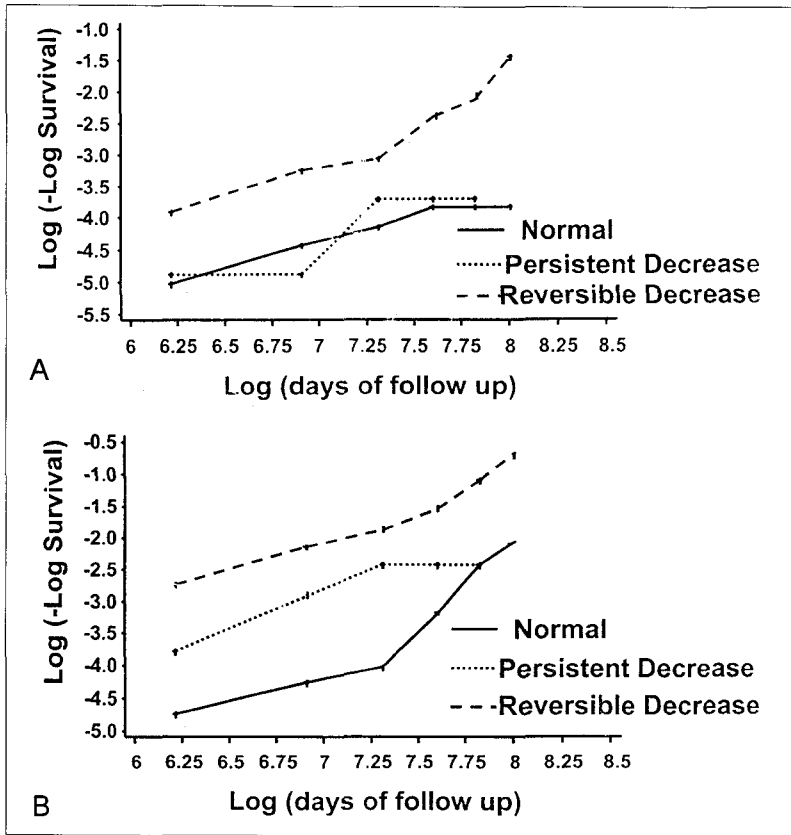 -1.0
-1.5
-2.0
-2.5
-3.0
-3.5
-4.0
-4.5
-5.0
-5.5
Log (-Log Survival)
Normal
Persistent Decrease
Reversible Decrease
6 6.25 6.5 6.75 7 7.25 7.5 7.75 8 8.25 8.5
Log (days of follow up)
A
-0.5
-1.0
-1.5
-2.0
-2.5
-3.0
-3.5
-4.0
-4.5
-5.0
Log (-Log Survival)
Normal
Persistent Decrease
Reversible Decrease
6 6.25 6.5 6.75 7 7.25 7.5 7.75 8 8.25 8.5
Log (days of follow up)
B